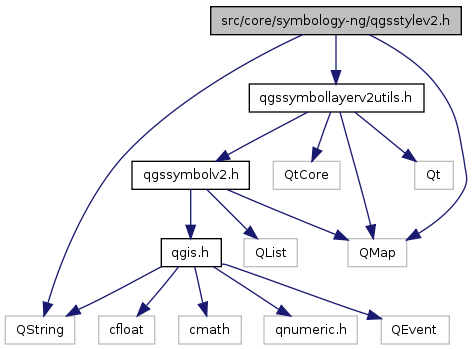 src/core/symbology-ng/qgsstylev2.h
qgssymbollayerv2utils.h
qgssymbolv2.h
QtCore
Qt
qgis.h
QList
QMap
QString
cfloat
cmath
qnumeric.h
QEvent